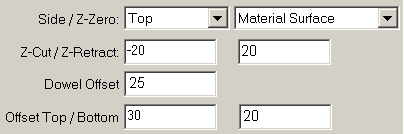 Side / Z-Zero: Top Material Surface
Z-Cut / Z-Retract: -20 20
Dowel Offset 25
Offset Top / Bottom 30 20